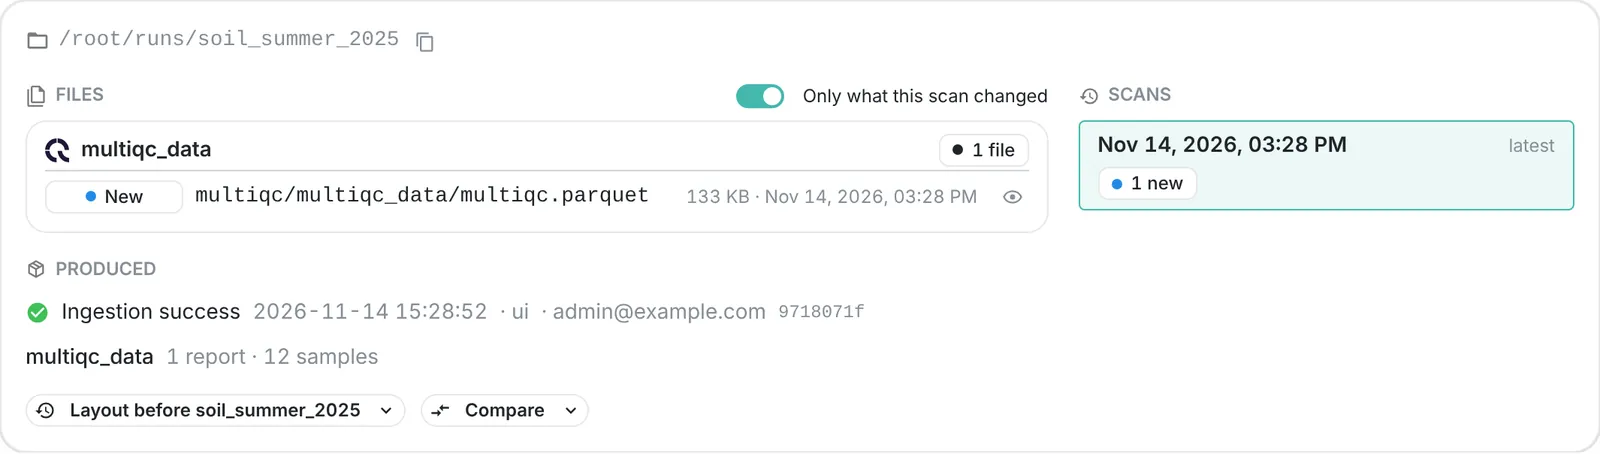 /root/runs/soil_summer_2025
FILES
Only what this scan changed
multiqc_data
1 file
New multiqc/multiqc_data/multiqc.parquet 133 KB · Nov 14, 2026, 03:28 PM
SCANS
Nov 14, 2026, 03:28 PM latest
1 new
PRODUCED
Ingestion success 2026-11-14 15:28:52 · ui · admin@example.com 9718071f
multiqc_data 1 report · 12 samples
Layout before soil_summer_2025 Compare